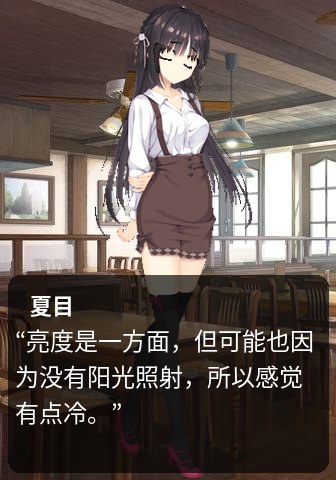 夏目
“亮度是一方面，但可能也因
为没有阳光照射，所以感觉
有点冷。”